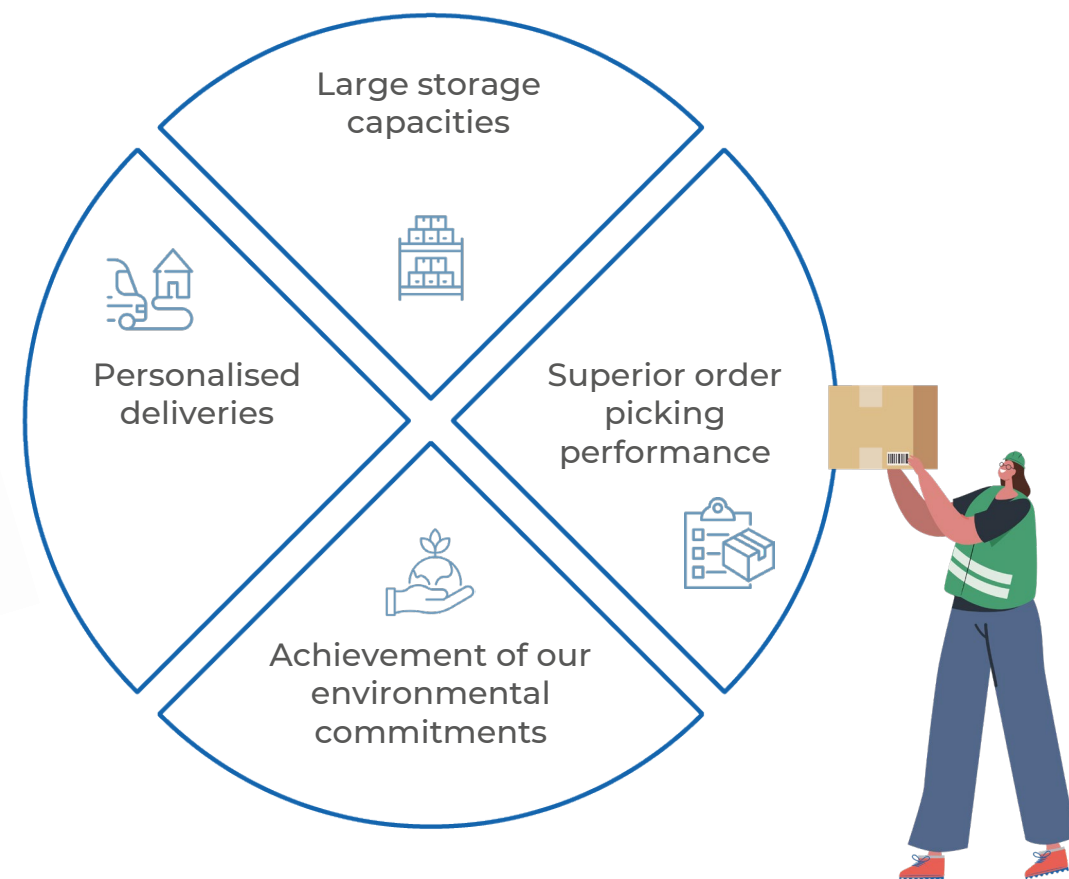 Large storage
capacities
Personalised
deliveries
Superior order
picking
performance
Achievement of our
environmental
commitments